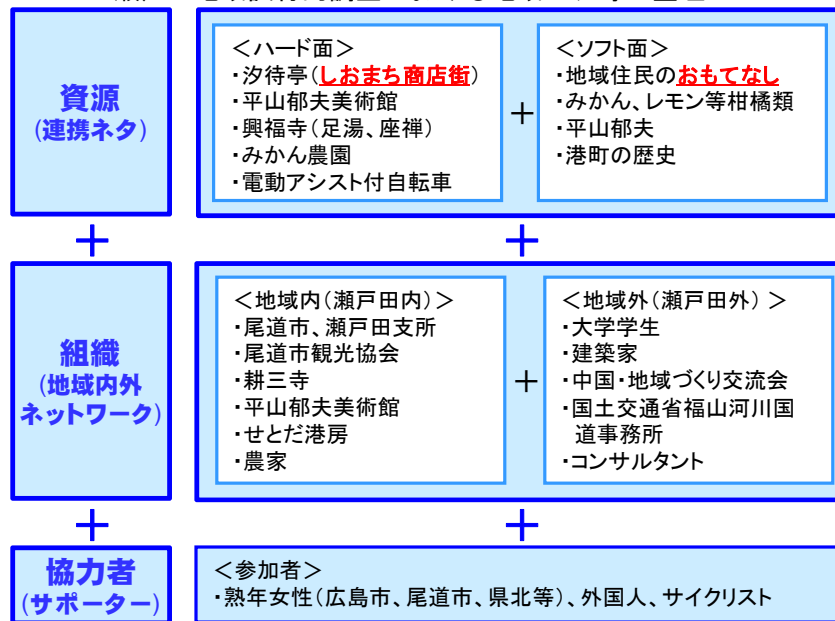 資源
(連携ネタ)
＜ハード面＞
・汐待亭(しおまち商店街)
・平山郁夫美術館
・興福寺(足湯、座禅)
・みかん農園
・電動アシスト付自転車
＋
＜ソフト面＞
・地域住民のおもてなし
・みかん、レモン等柑橘類
・平山郁夫
・港町の歴史
＋
＋
組織
(地域内外
ネットワーク)
＜地域内(瀬戸田内)＞
・尾道市、瀬戸田支所
・尾道市観光協会
・耕三寺
・平山郁夫美術館
・せとだ港房
・農家
＋
＜地域外(瀬戸田外)＞
・大学学生
・建築家
・中国・地域づくり交流会
・国土交通省福山河川国
道事務所
・コンサルタント
＋
＋
協力者
(サポーター)
＜参加者＞
・熟年女性(広島市、尾道市、県北等)、外国人、サイクリスト